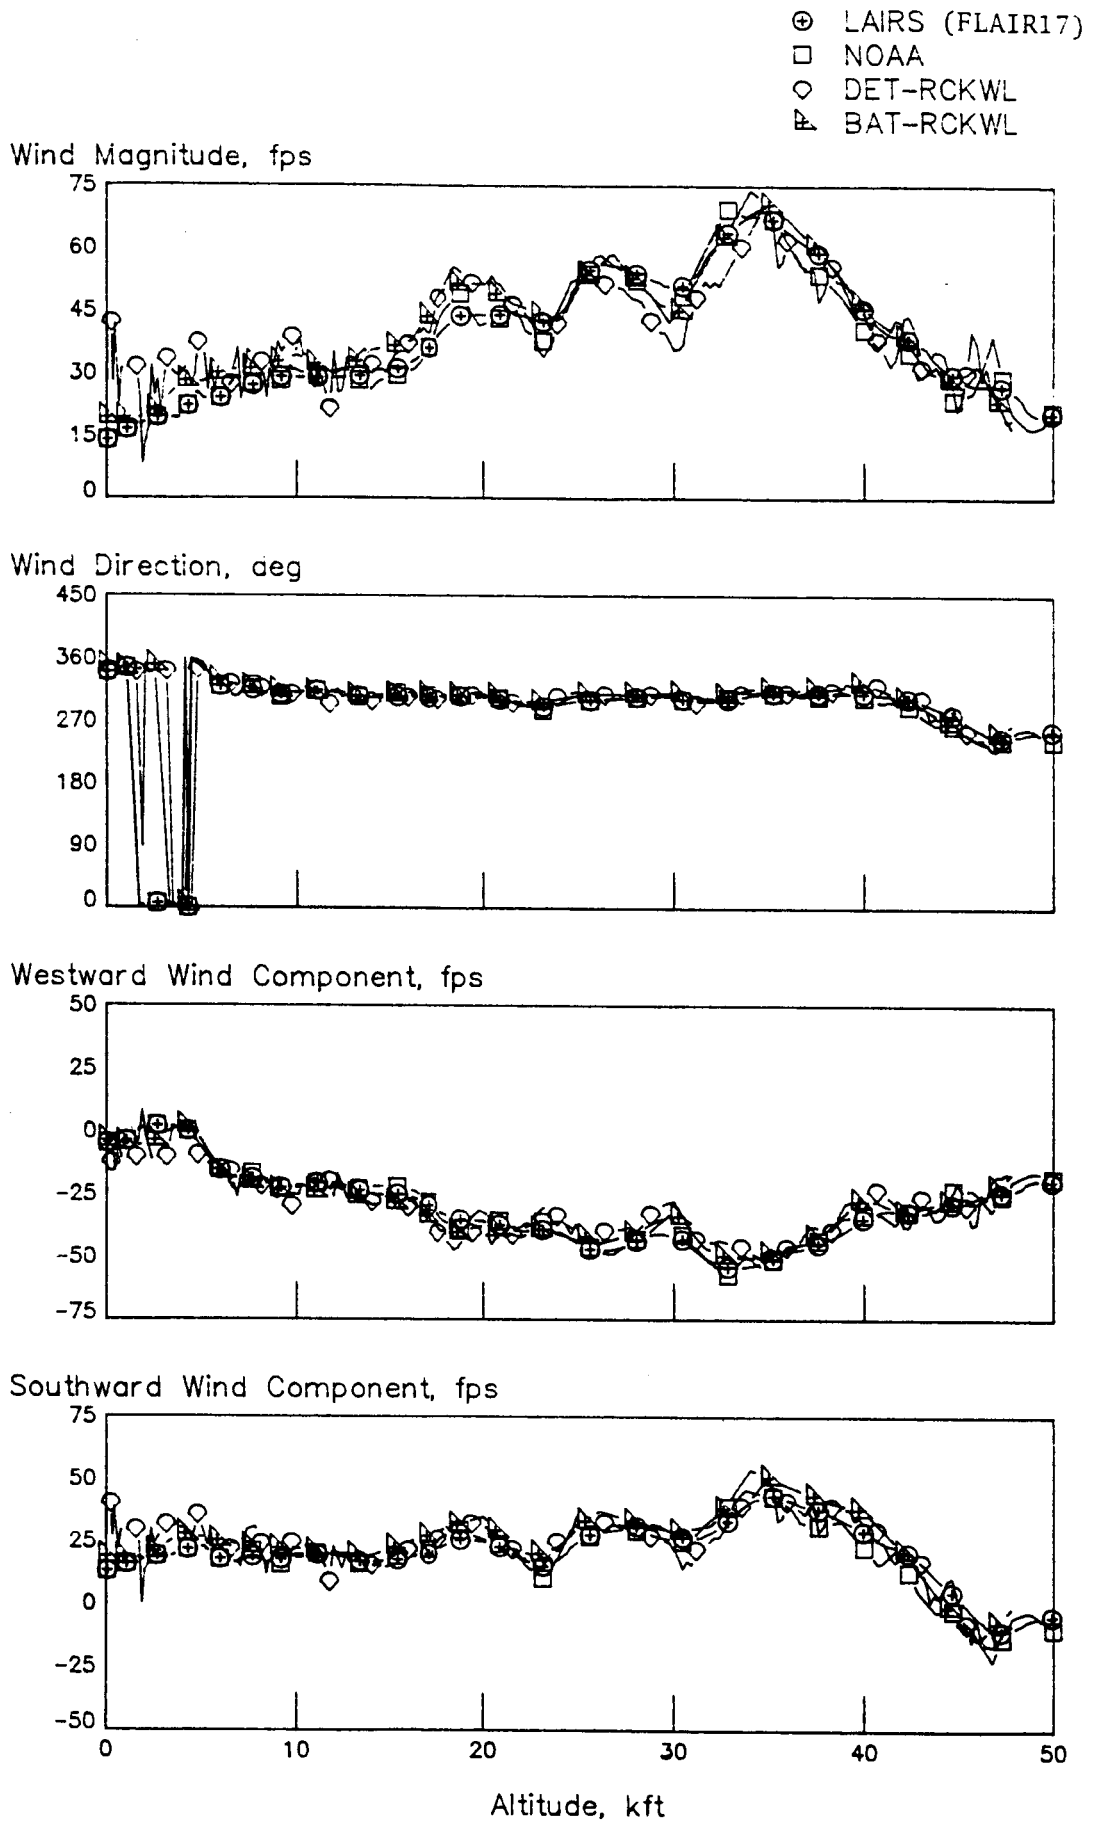 LAIRS (FLAIR17)
NOAA
DET-RCKWL
BAT-RCKWL
Wind Magnitude, fps
75
60
45
30
15
0
Wind Direction, deg
450
360
270
180
90
0
Westward Wind Component, fps
50
25
0
-25
-50
-75
Southward Wind Component, fps
75
50
25
0
-25
-50
0 10 20 30 40 50
Altitude, kft